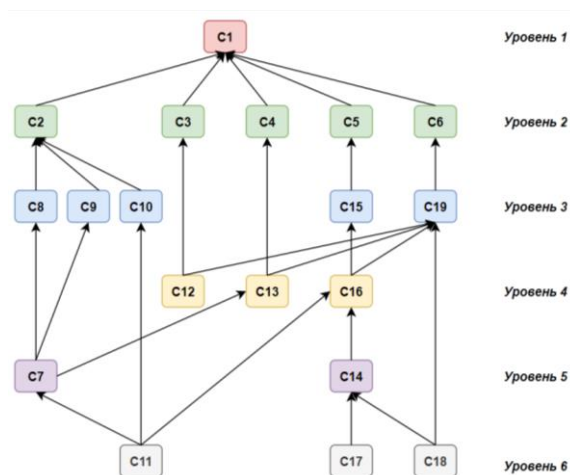 C1 Уровень 1
C2 C3 C4 C5 C6 Уровень 2
C8 C9 C10 C15 C19 Уровень 3
C12 C13 C16 Уровень 4
C7 C14 Уровень 5
C11 C17 C18 Уровень 6